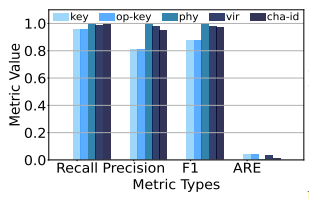 key op-key phy vir cha-id
Metric Value
1.0
0.8
0.6
0.4
0.2
0.0
Recall Precision F1 ARE
Metric Types